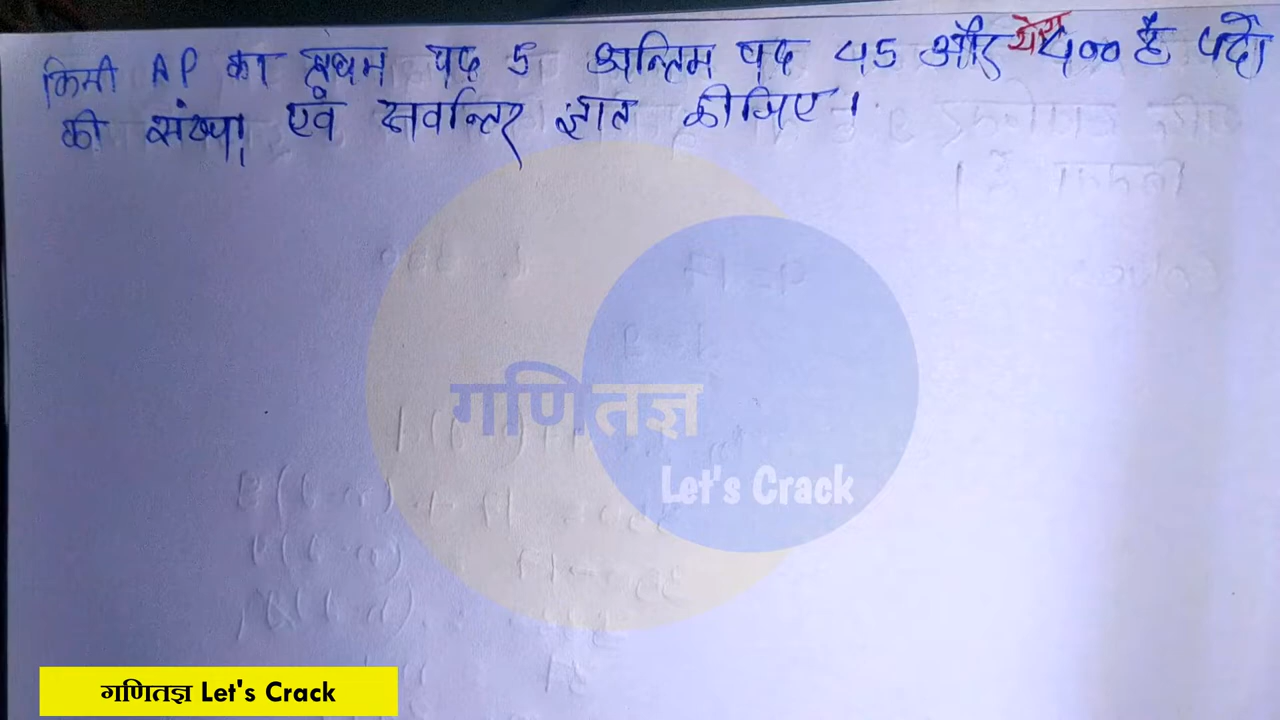 किसी AP का प्रथम पद 5 अन्तिम पद 45 और योग 400 है पदों
की संख्या एवं सर्वान्तर ज्ञात कीजिए।
गणितज्ञ
Let's Crack
गणितज्ञ Let's Crack